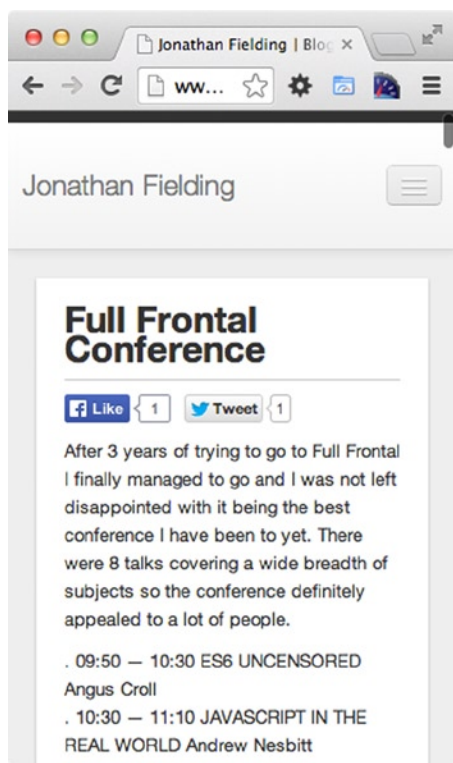 Jonathan Fielding | Blog
ww...
Jonathan Fielding
Full Frontal
Conference
Like 1 Tweet 1
After 3 years of trying to go to Full Frontal
I finally managed to go and I was not left
disappointed with it being the best
conference I have been to yet. There
were 8 talks covering a wide breadth of
subjects so the conference definitely
appealed to a lot of people.
. 09:50 — 10:30 ES6 UNCENSORED
Angus Croll
. 10:30 — 11:10 JAVASCRIPT IN THE
REAL WORLD Andrew Nesbitt